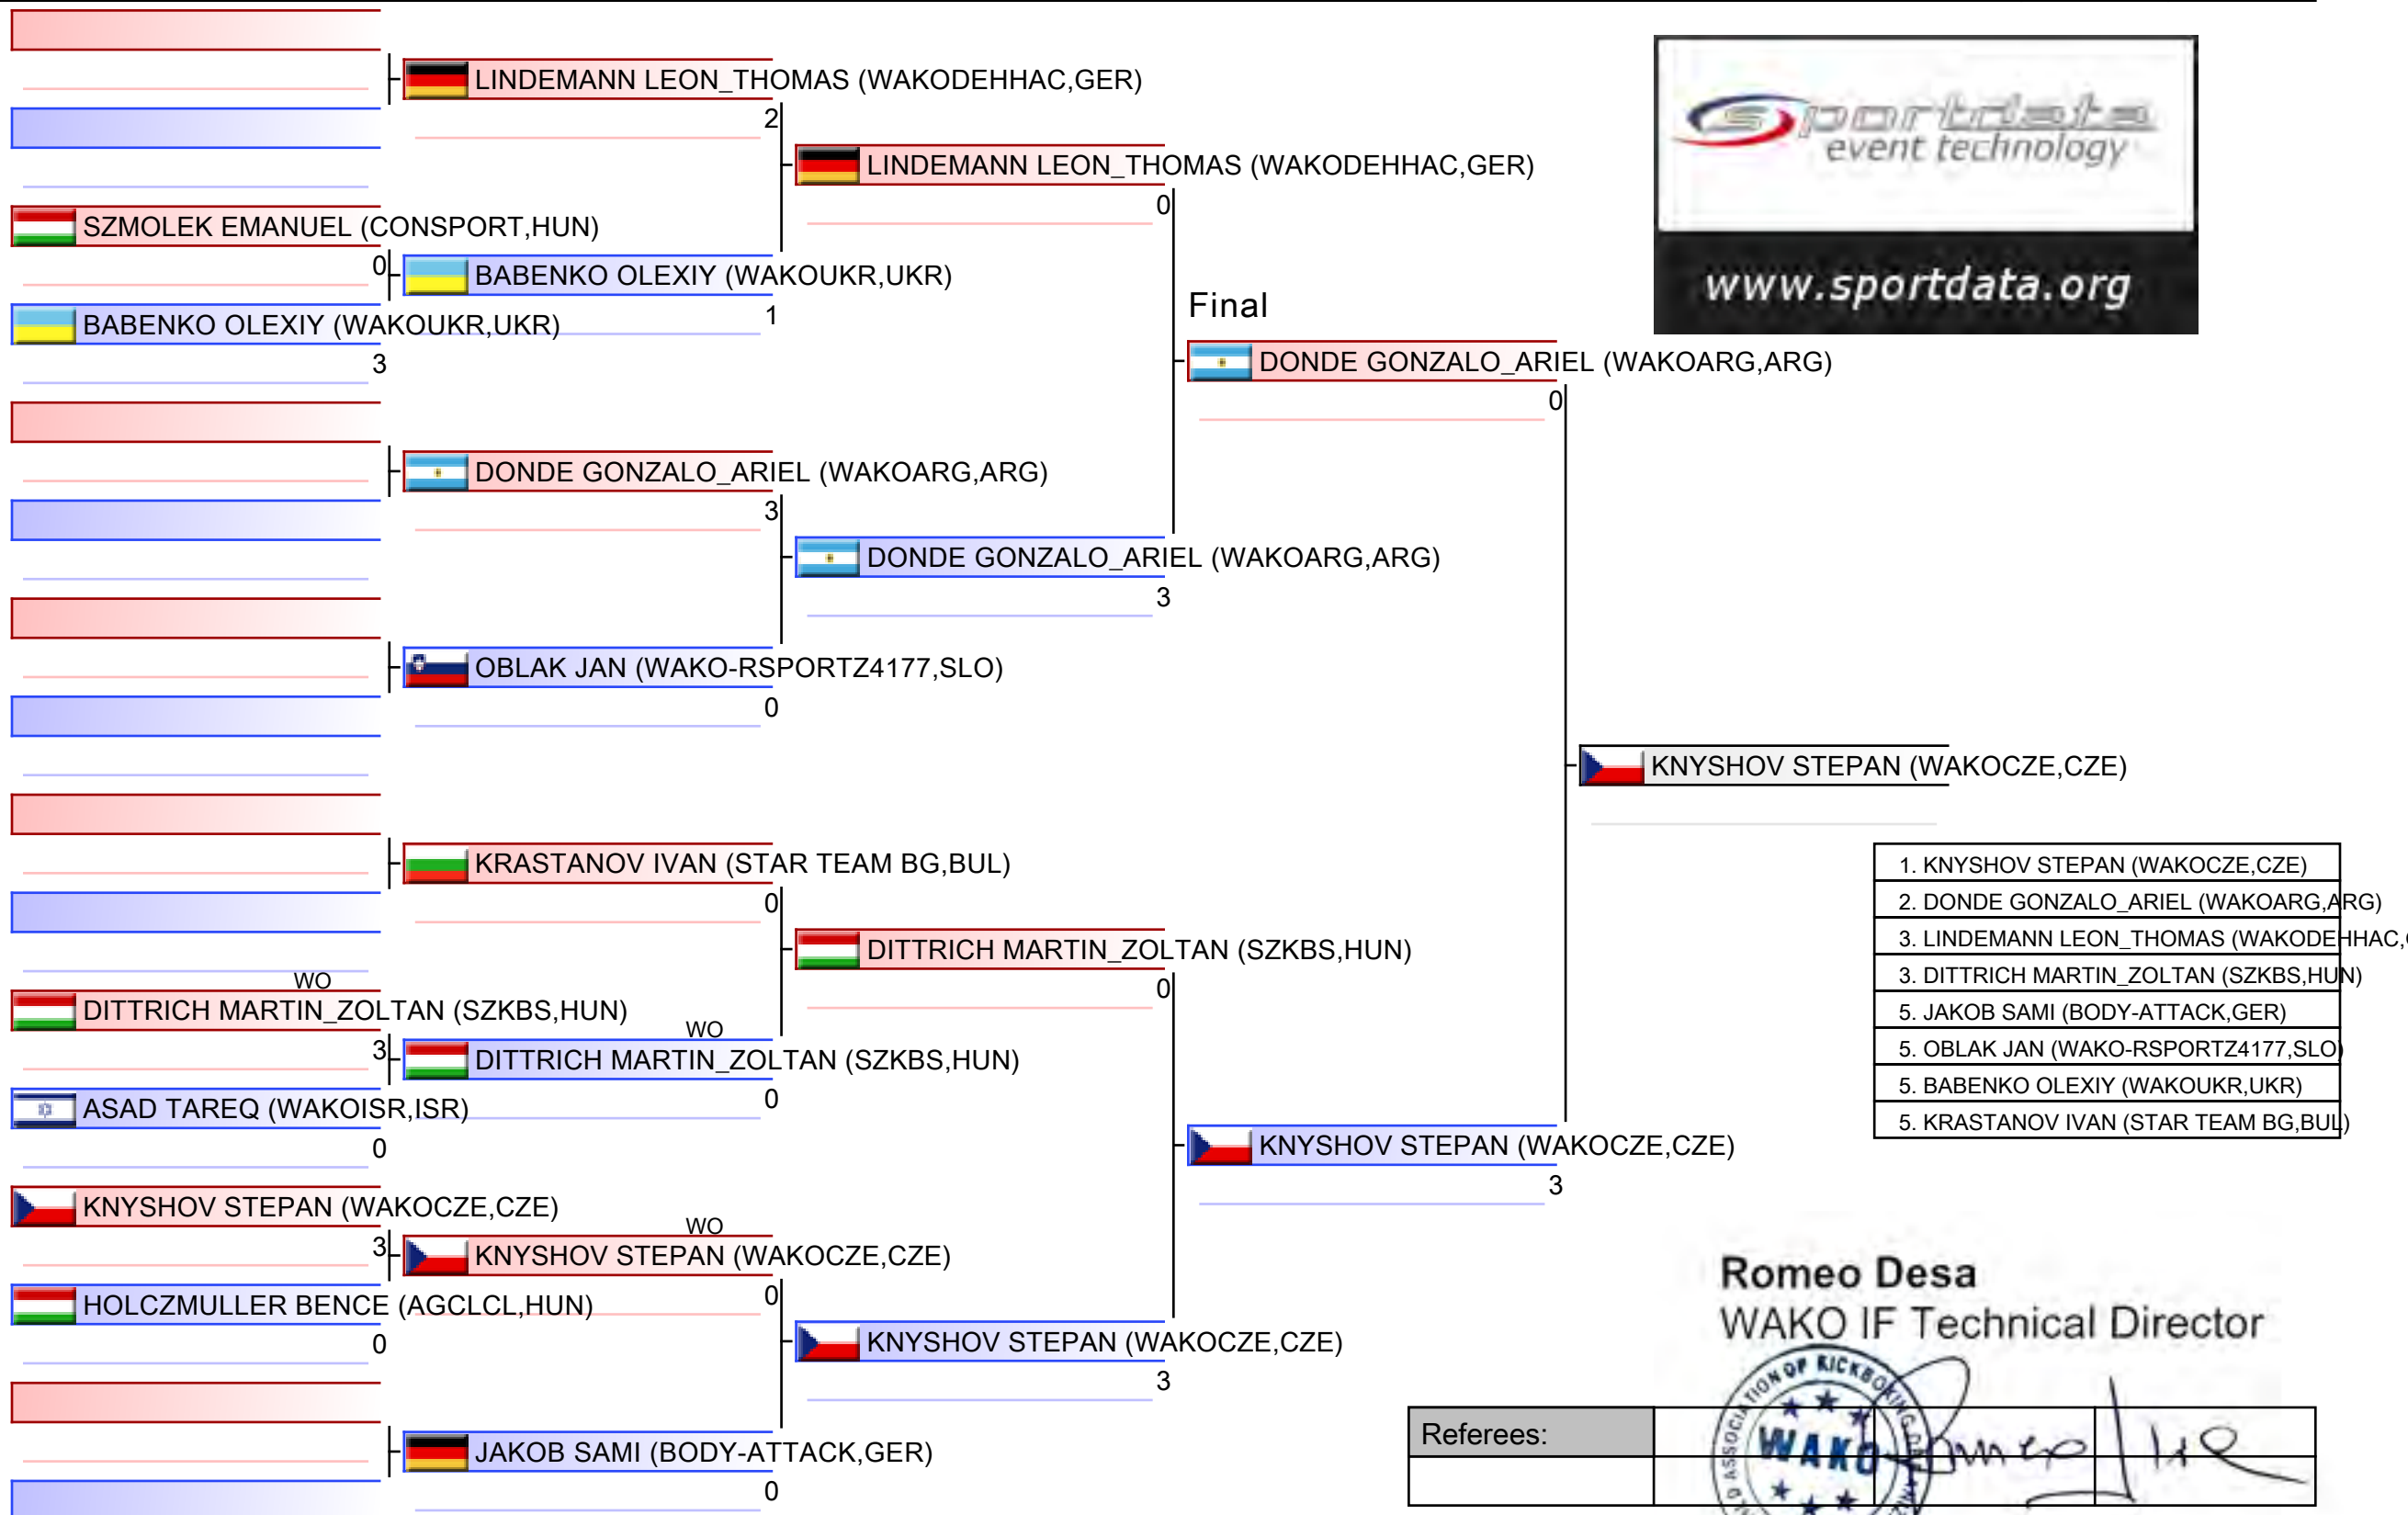 LINDEMANN LEON_THOMAS (WAKODEHHAC,GER)
2
SZMOLEK EMANUEL (CONSPORT,HUN)
0
BABENKO OLEXIY (WAKOUKR,UKR)
3
BABENKO OLEXIY (WAKOUKR,UKR)
1
LINDEMANN LEON_THOMAS (WAKODEHHAC,GER)
0
DONDE GONZALO_ARIEL (WAKOARG,ARG)
3
OBLAK JAN (WAKO-RSPORTZ4177,SLO)
0
DONDE GONZALO_ARIEL (WAKOARG,ARG)
3
Final
DONDE GONZALO_ARIEL (WAKOARG,ARG)
0
KRASTANOV IVAN (STAR TEAM BG,BUL)
0
WO
DITTRICH MARTIN_ZOLTAN (SZKBS,HUN)
3
ASAD TAREQ (WAKOISR,ISR)
0
WO
DITTRICH MARTIN_ZOLTAN (SZKBS,HUN)
0
DITTRICH MARTIN_ZOLTAN (SZKBS,HUN)
0
KNYSHOV STEPAN (WAKOCZE,CZE)
3
HOLCZMULLER BENCE (AGCLCL,HUN)
0
WO
KNYSHOV STEPAN (WAKOCZE,CZE)
0
JAKOB SAMI (BODY-ATTACK,GER)
0
KNYSHOV STEPAN (WAKOCZE,CZE)
3
KNYSHOV STEPAN (WAKOCZE,CZE)
3
KNYSHOV STEPAN (WAKOCZE,CZE)
sportdata
event technology
www.sportdata.org
1. KNYSHOV STEPAN (WAKOCZE,CZE)
2. DONDE GONZALO_ARIEL (WAKOARG,ARG)
3. LINDEMANN LEON_THOMAS (WAKODEHHAC,
3. DITTRICH MARTIN_ZOLTAN (SZKBS,HUN)
5. JAKOB SAMI (BODY-ATTACK,GER)
5. OBLAK JAN (WAKO-RSPORTZ4177,SLO)
5. BABENKO OLEXIY (WAKOUKR,UKR)
5. KRASTANOV IVAN (STAR TEAM BG,BUL)
Romeo Desa
WAKO IF Technical Director
Referees:
ASSOCIATION OF KICKBOXING
WAKO